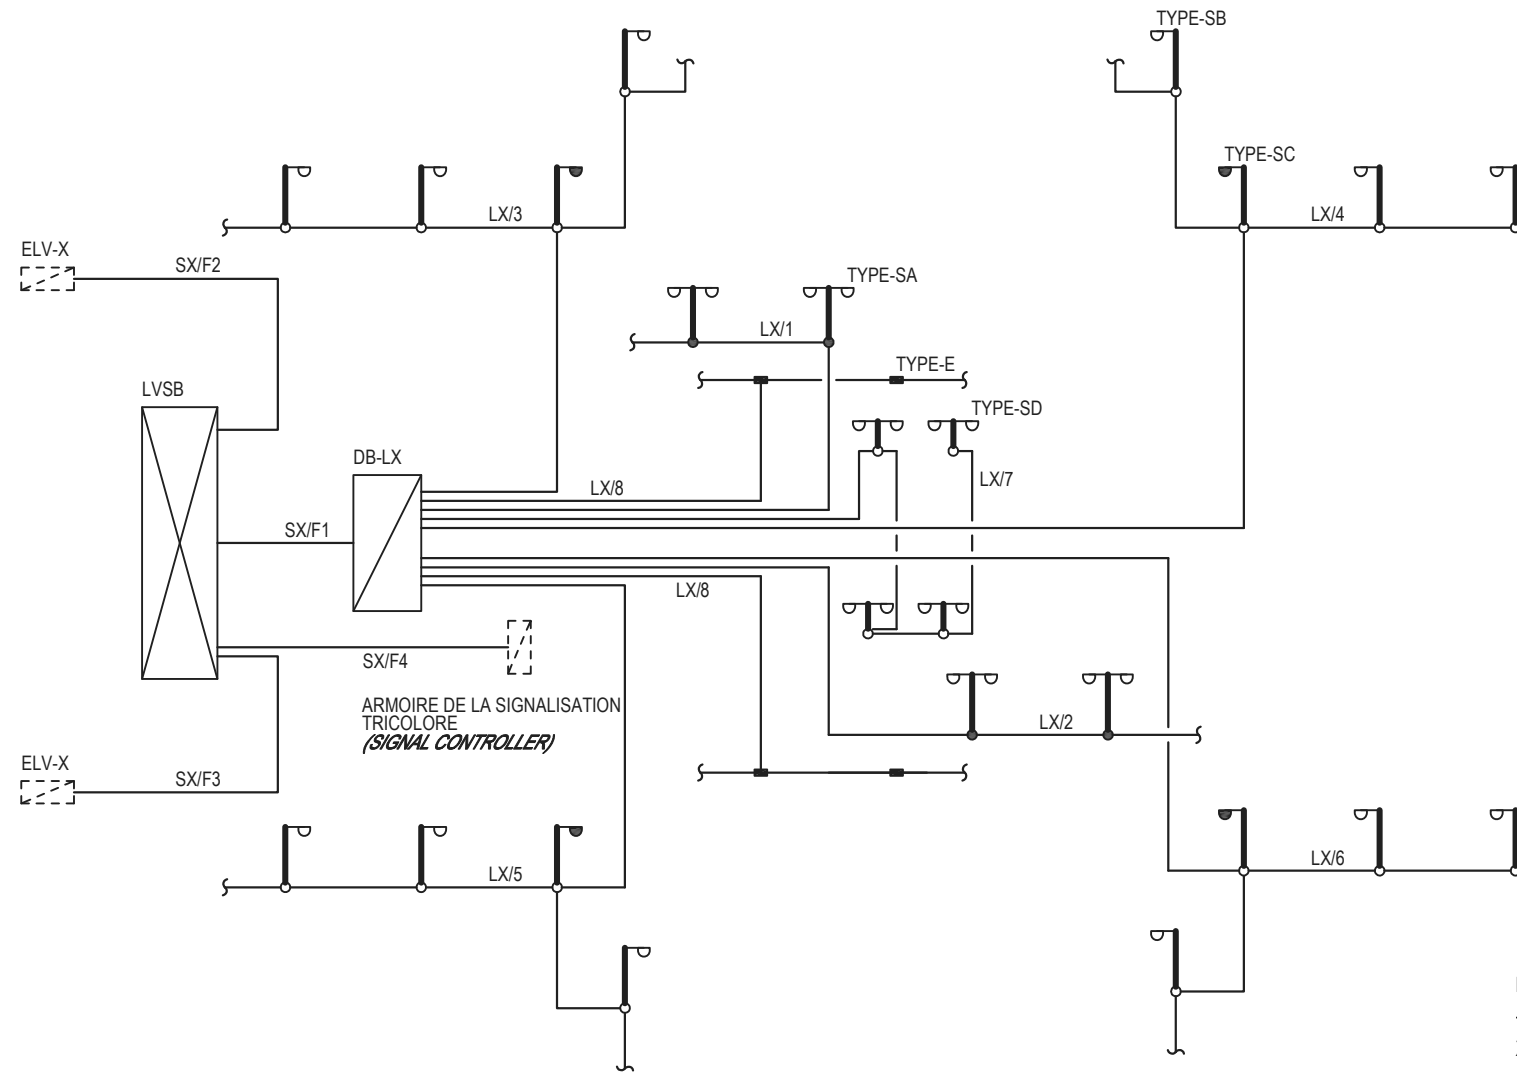 TYPE-SB
TYPE-SC
LX/3
LX/4
ELV-X
SX/F2
TYPE-SA
LX/1
TYPE-E
LVSB
TYPE-SD
DB-LX
LX/7
LX/8
SX/F1
LX/8
SX/F4
ARMOIRE DE LA SIGNALISATION
TRICOLORE
(SIGNAL CONTROLLER)
LX/2
ELV-X
SX/F3
LX/6
LX/5